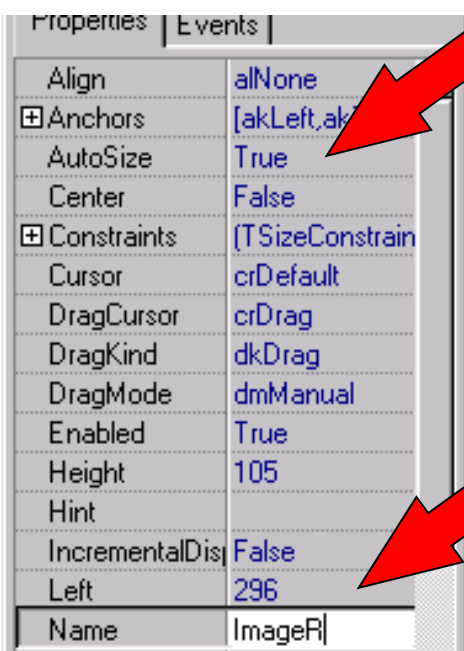 Properties Events
Align alNone
Anchors [akLeft,ak
AutoSize True
Center False
Constraints (TSizeConstrain
Cursor crDefault
DragCursor crDrag
DragKind dkDrag
DragMode dmManual
Enabled True
Height 105
Hint
IncrementalDisp False
Left 296
Name ImageR